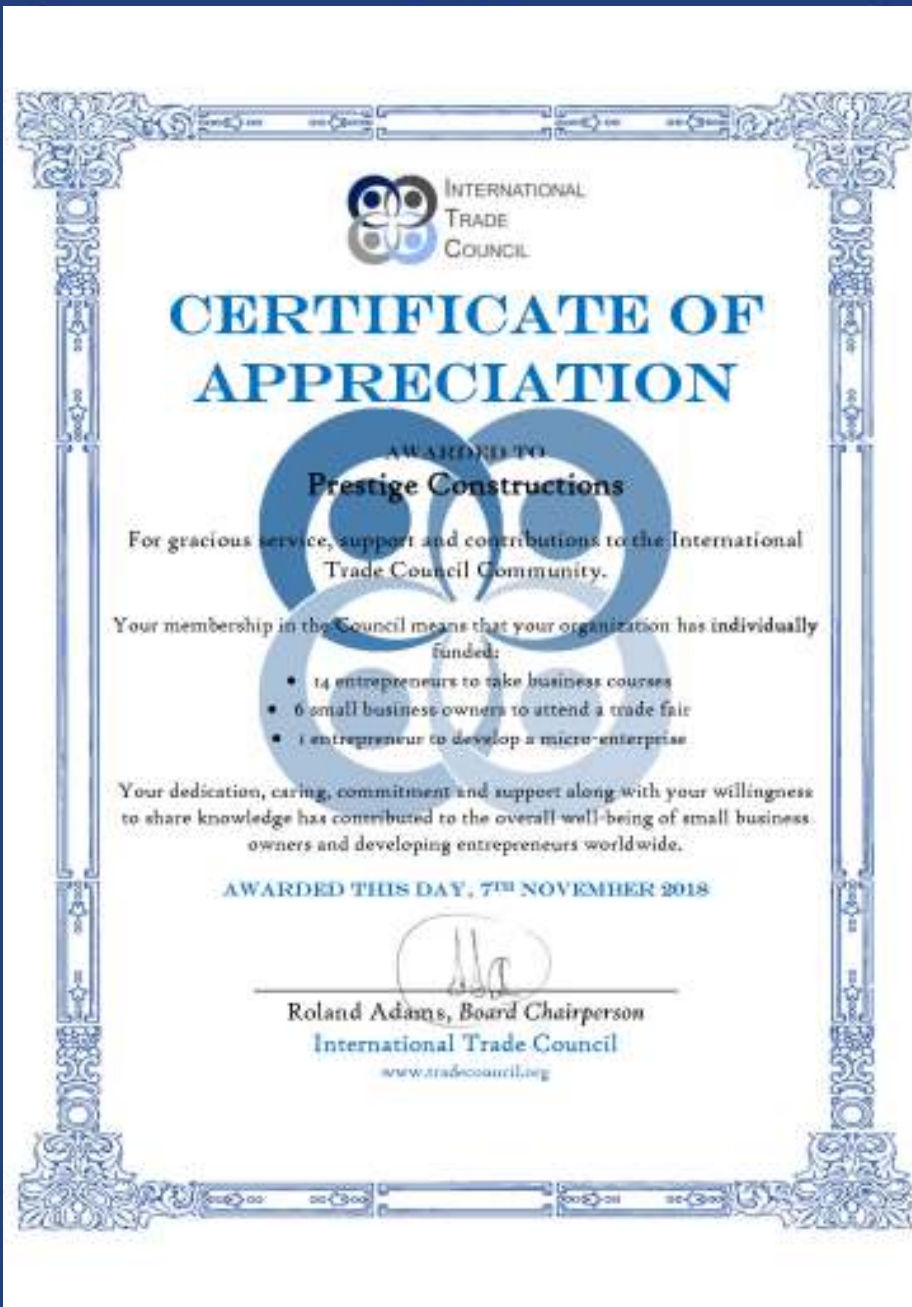 INTERNATIONAL
TRADE
COUNCIL
CERTIFICATE OF
APPRECIATION
AWARDED TO
Prestige Constructions
For gracious service, support and contributions to the International
Trade Council Community.
Your membership in the Council means that your organization has individually
funded:
• 14 entrepreneurs to take business courses
• 6 small business owners to attend a trade fair
• 1 entrepreneur to develop a micro-enterprise
Your dedication, caring, commitment and support along with your willingness
to share knowledge has contributed to the overall well-being of small business
owners and developing entrepreneurs worldwide.
AWARDED THIS DAY, 7TH NOVEMBER 2018
Roland Adams, Board Chairperson
International Trade Council
www.tradecouncil.org